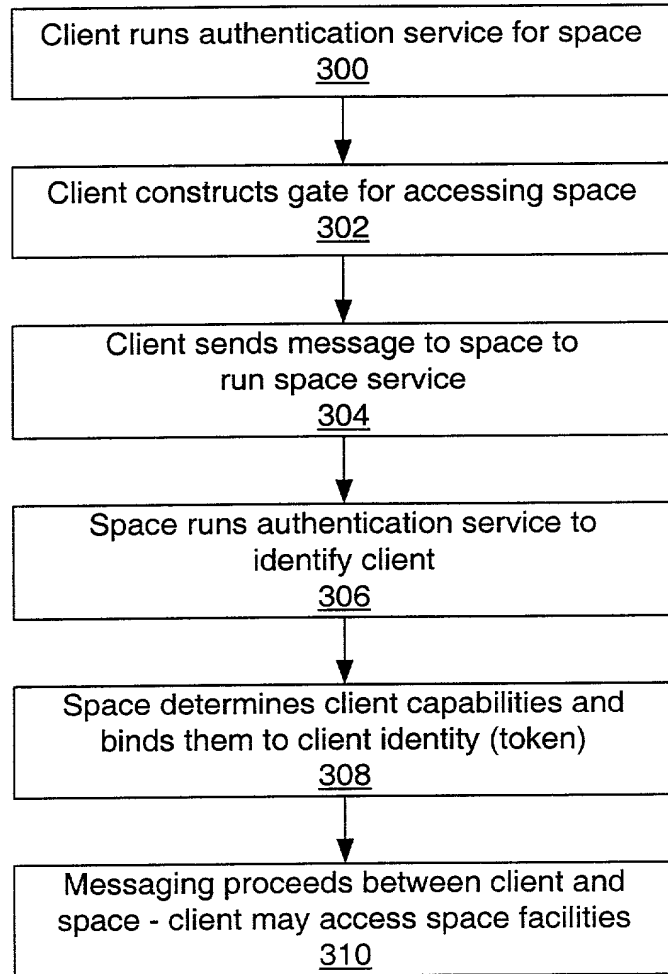 Client runs authentication service for space
300
Client constructs gate for accessing space
302
Client sends message to space to
run space service
304
Space runs authentication service to
identify client
306
Space determines client capabilities and
binds them to client identity (token)
308
Messaging proceeds between client and
space - client may access space facilities
310